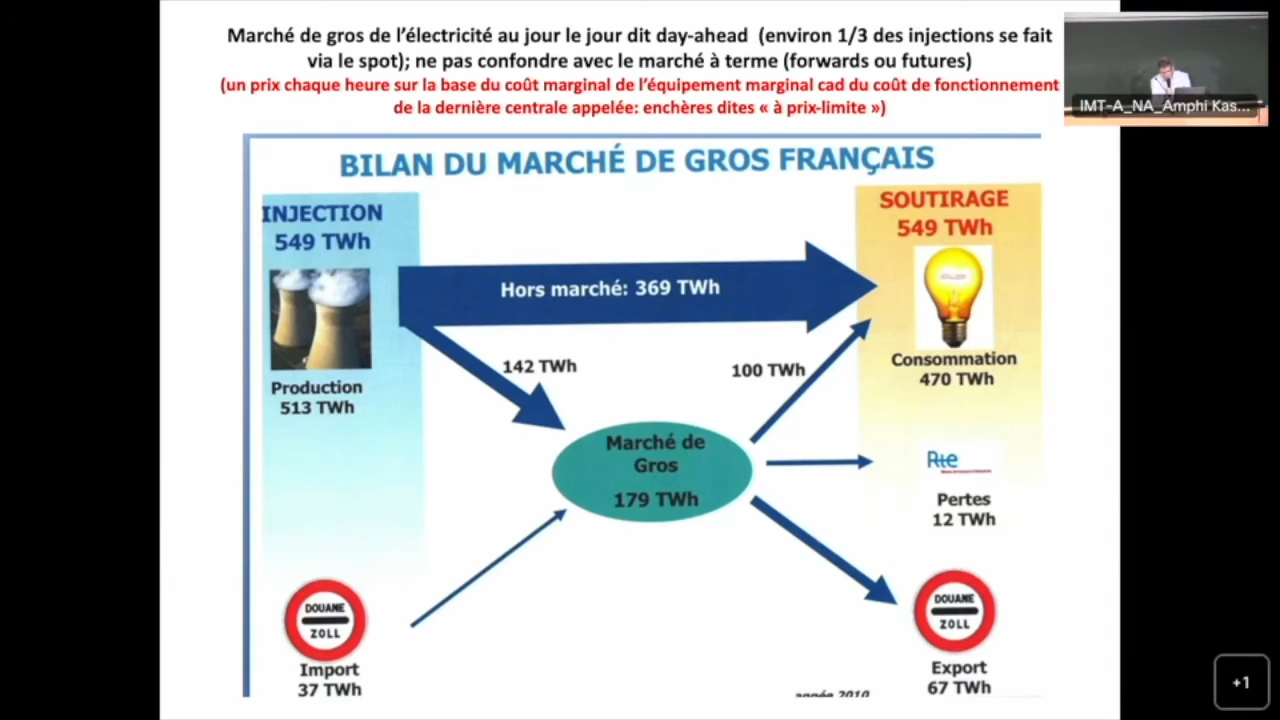 Marché de gros de l’électricité au jour le jour dit day-ahead (environ 1/3 des injections se fait
via le spot); ne pas confondre avec le marché à terme (forwards ou futures)
(un prix chaque heure sur la base du coût marginal de l’équipement marginal cad du coût de fonctionnement
de la dernière centrale appelée: enchères dites « à prix-limite »)
IMT-A_NA_Amphi Kas...
BILAN DU MARCHÉ DE GROS FRANÇAIS
INJECTION
549 TWh
SOUTIRAGE
549 TWh
Hors marché: 369 TWh
Production
513 TWh
142 TWh
100 TWh
Consommation
470 TWh
Marché de
Gros
179 TWh
Rte
Pertes
12 TWh
DOUANE
ZOLL
Import
37 TWh
DOUANE
ZOLL
Export
67 TWh
année 2010
+1